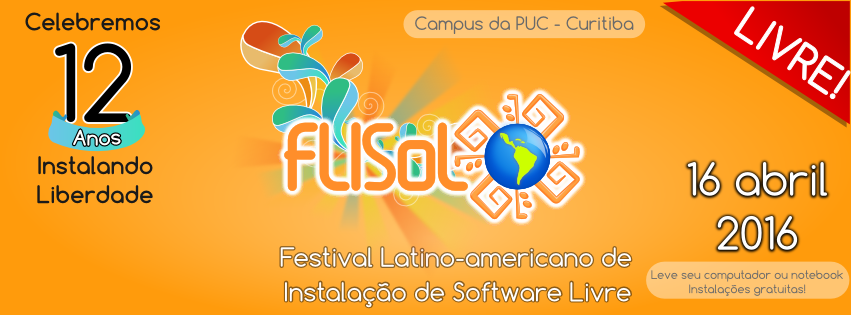 Celebremos
12
Anos
Instalando
Liberdade
Campus da PUC - Curitiba
LIVRE!
FLISol
Festival Latino-americano de
Instalação de Software Livre
16 abril
2016
Leve seu computador ou notebook
Instalações gratuitas!